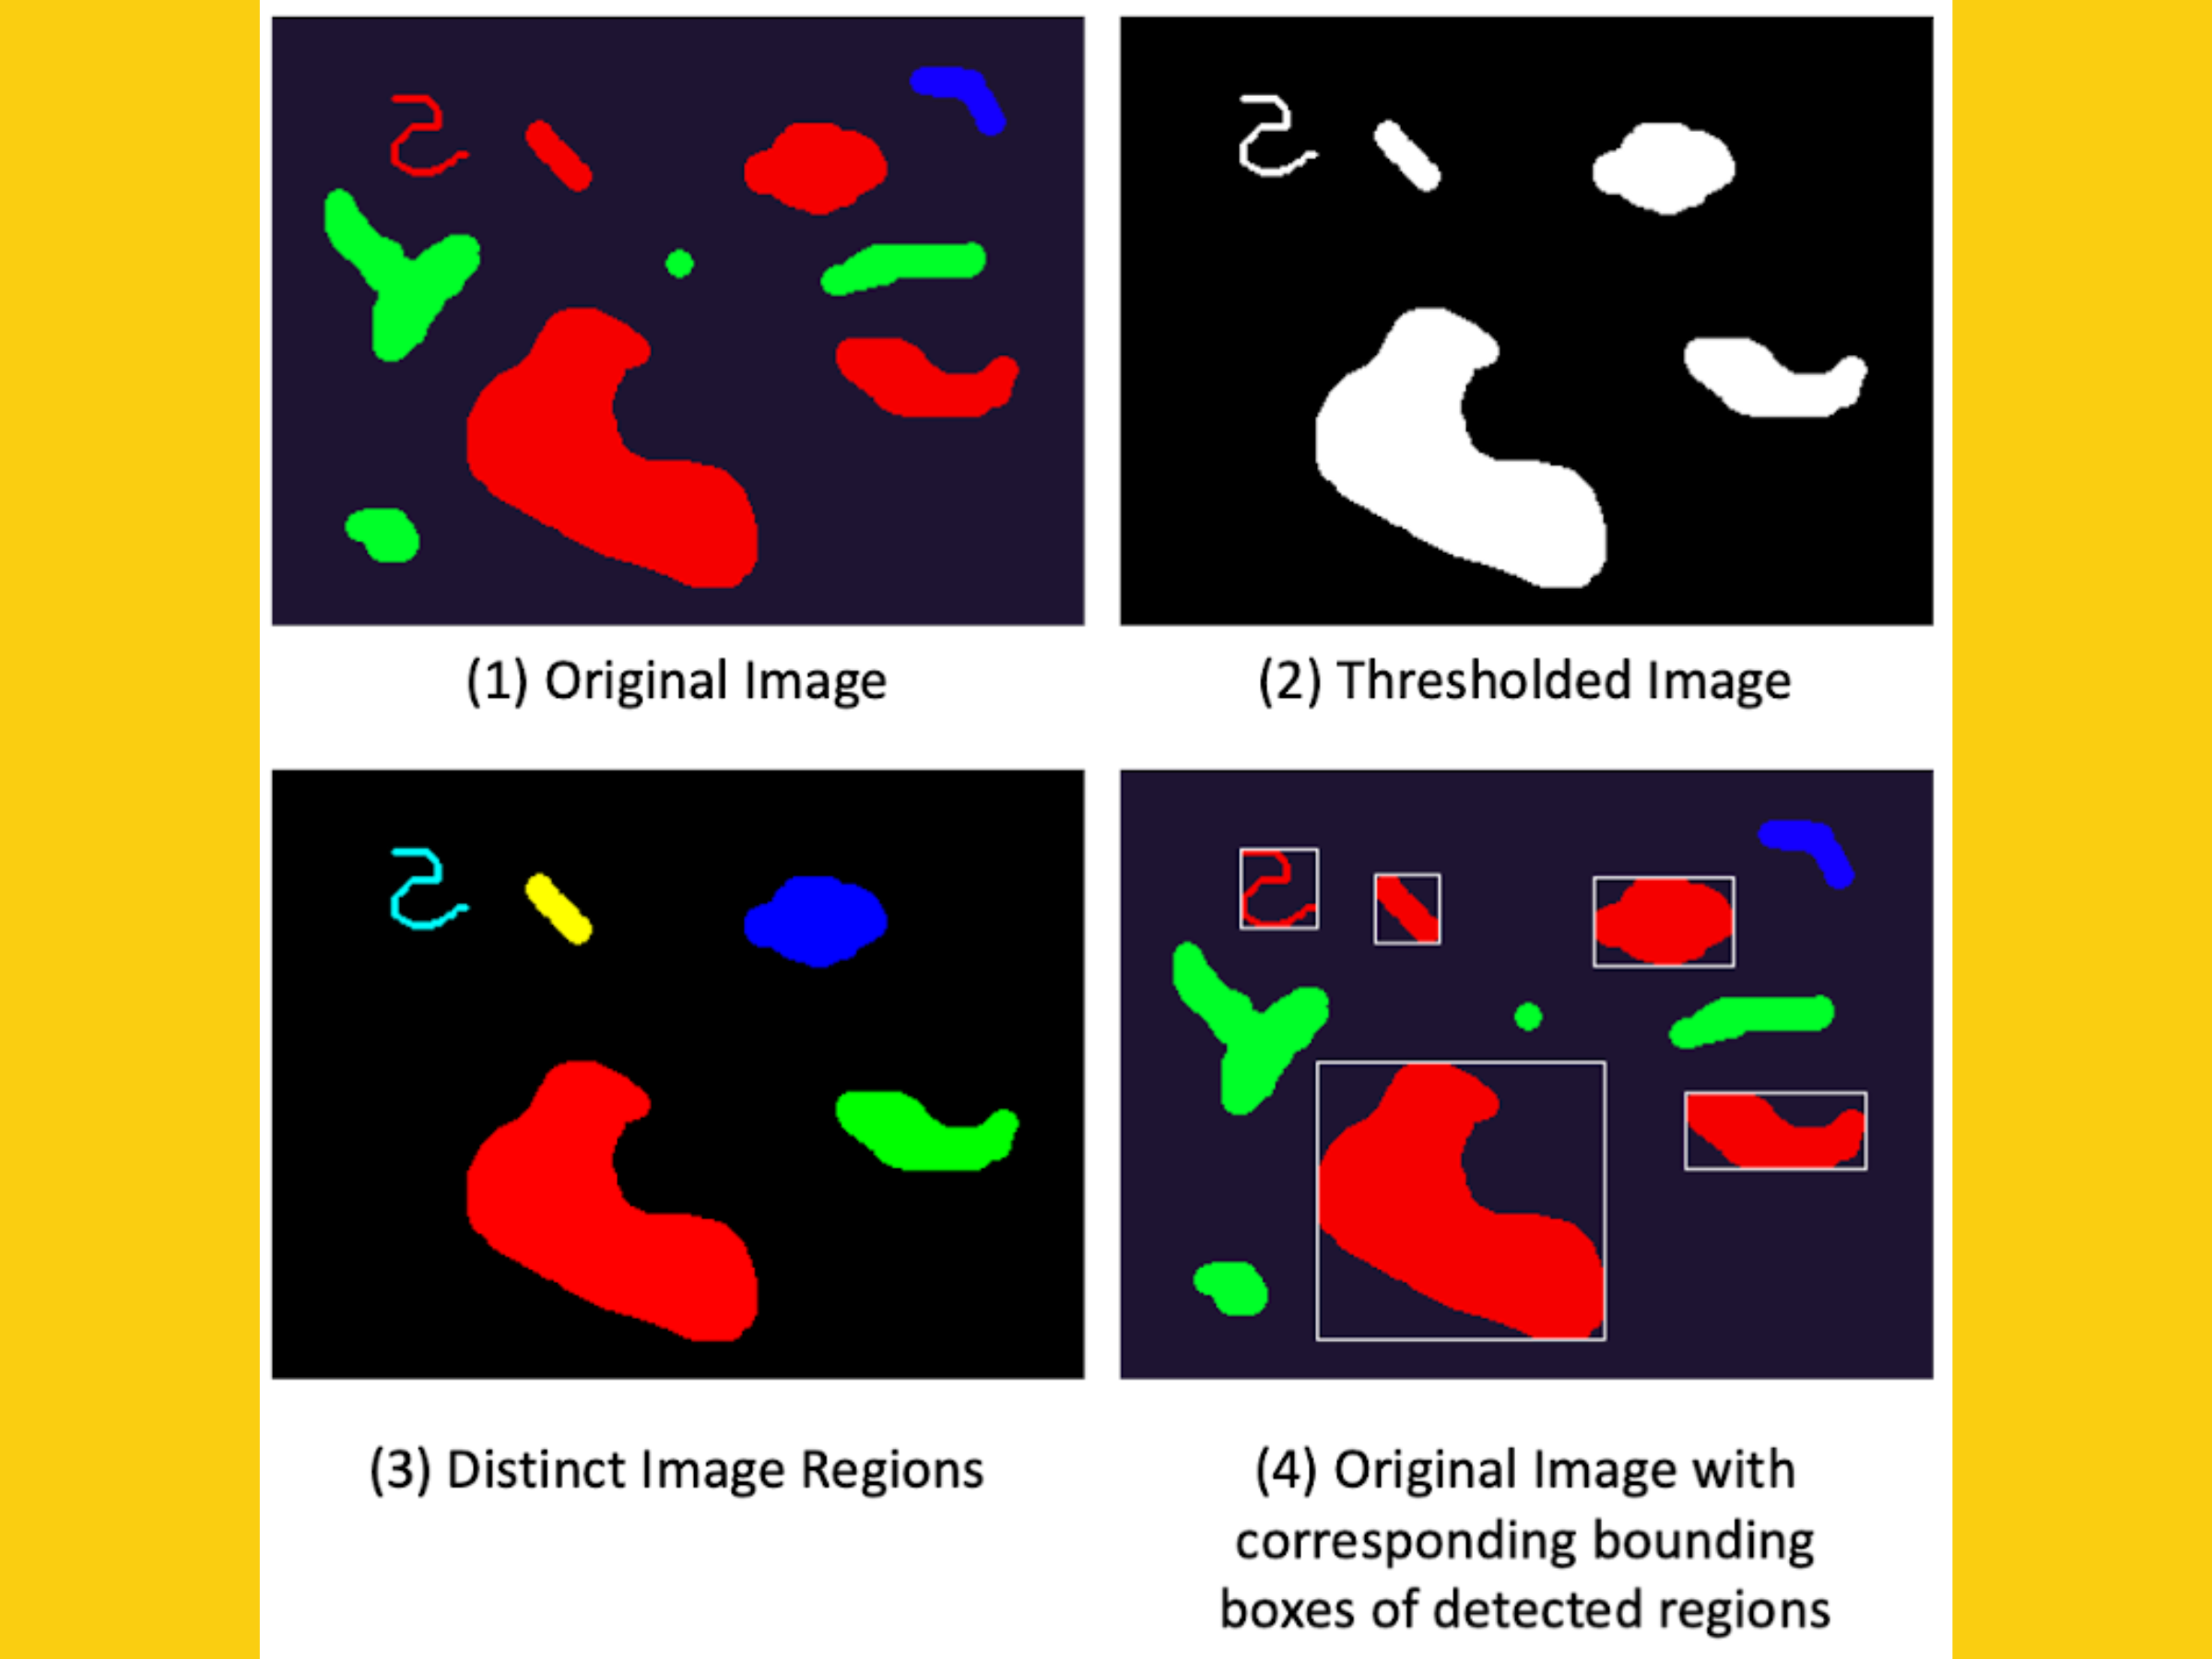 (1) Original Image
(2) Thresholded Image
(3) Distinct Image Regions
(4) Original Image with
corresponding bounding
boxes of detected regions